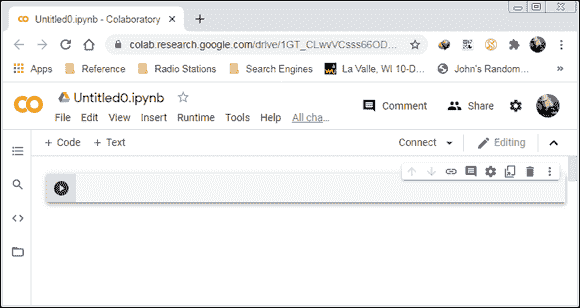 Untitled0.ipynb - Colaboratory
colab.research.google.com/drive/1GT_CLwvVCsss66OD...
Apps Reference Radio Stations Search Engines La Valle, WI 10-D... John's Random...
Untitled0.ipynb
Comment Share
File Edit View Insert Runtime Tools Help All cha...
+ Code + Text Connect Editing